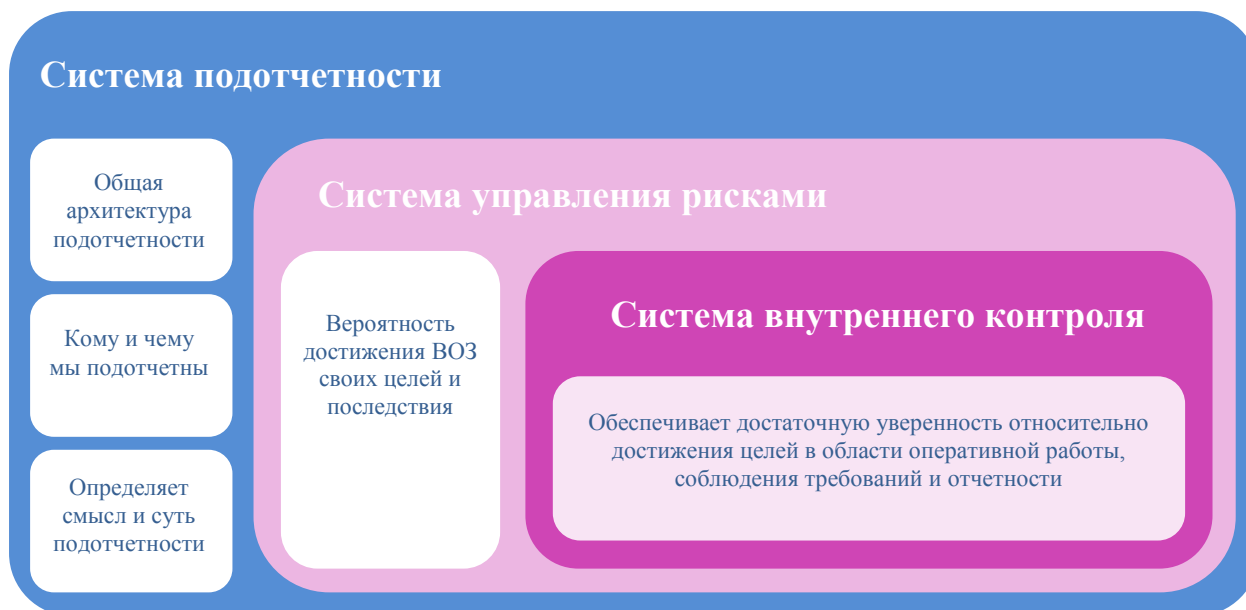 Система подотчетности
Общая
архитектура
подотчетности
Кому и чему
мы подотчетны
Определяет
смысл и суть
подотчетности
Система управления рисками
Вероятность
достижения ВОЗ
своих целей и
последствия
Система внутреннего контроля
Обеспечивает достаточную уверенность относительно
достижения целей в области оперативной работы,
соблюдения требований и отчетности